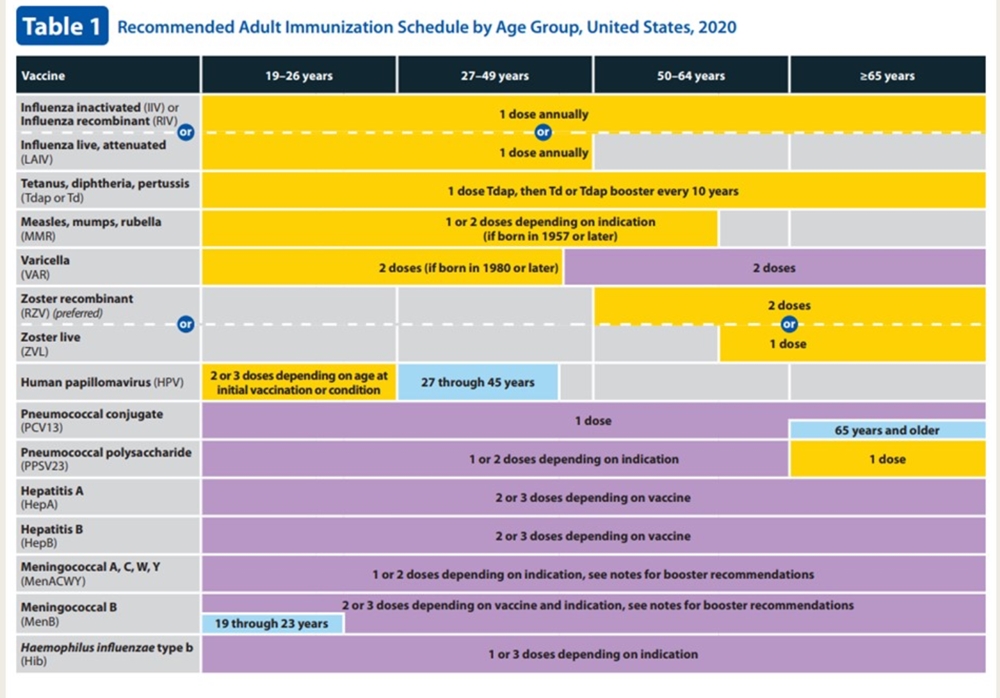 Table 1 Recommended Adult Immunization Schedule by Age Group, United States, 2020
Vaccine 19–26 years 27–49 years 50–64 years ≥65 years
Influenza inactivated (IIV) or
Influenza recombinant (RIV)
1 dose annually
or
or
Influenza live, attenuated
(LAIV)
1 dose annually
Tetanus, diphtheria, pertussis
(Tdap or Td)
1 dose Tdap, then Td or Tdap booster every 10 years
Measles, mumps, rubella
(MMR)
1 or 2 doses depending on indication
(if born in 1957 or later)
Varicella
(VAR)
2 doses (if born in 1980 or later)
2 doses
Zoster recombinant
(RZV) (preferred)
2 doses
or
or
Zoster live
(ZVL)
1 dose
Human papillomavirus (HPV)
2 or 3 doses depending on age at
initial vaccination or condition
27 through 45 years
Pneumococcal conjugate
(PCV13)
1 dose
65 years and older
Pneumococcal polysaccharide
(PPSV23)
1 or 2 doses depending on indication
1 dose
Hepatitis A
(HepA)
2 or 3 doses depending on vaccine
Hepatitis B
(HepB)
2 or 3 doses depending on vaccine
Meningococcal A, C, W, Y
(MenACWY)
1 or 2 doses depending on indication, see notes for booster recommendations
Meningococcal B
(MenB)
2 or 3 doses depending on vaccine and indication, see notes for booster recommendations
19 through 23 years
Haemophilus influenzae type b
(Hib)
1 or 3 doses depending on indication